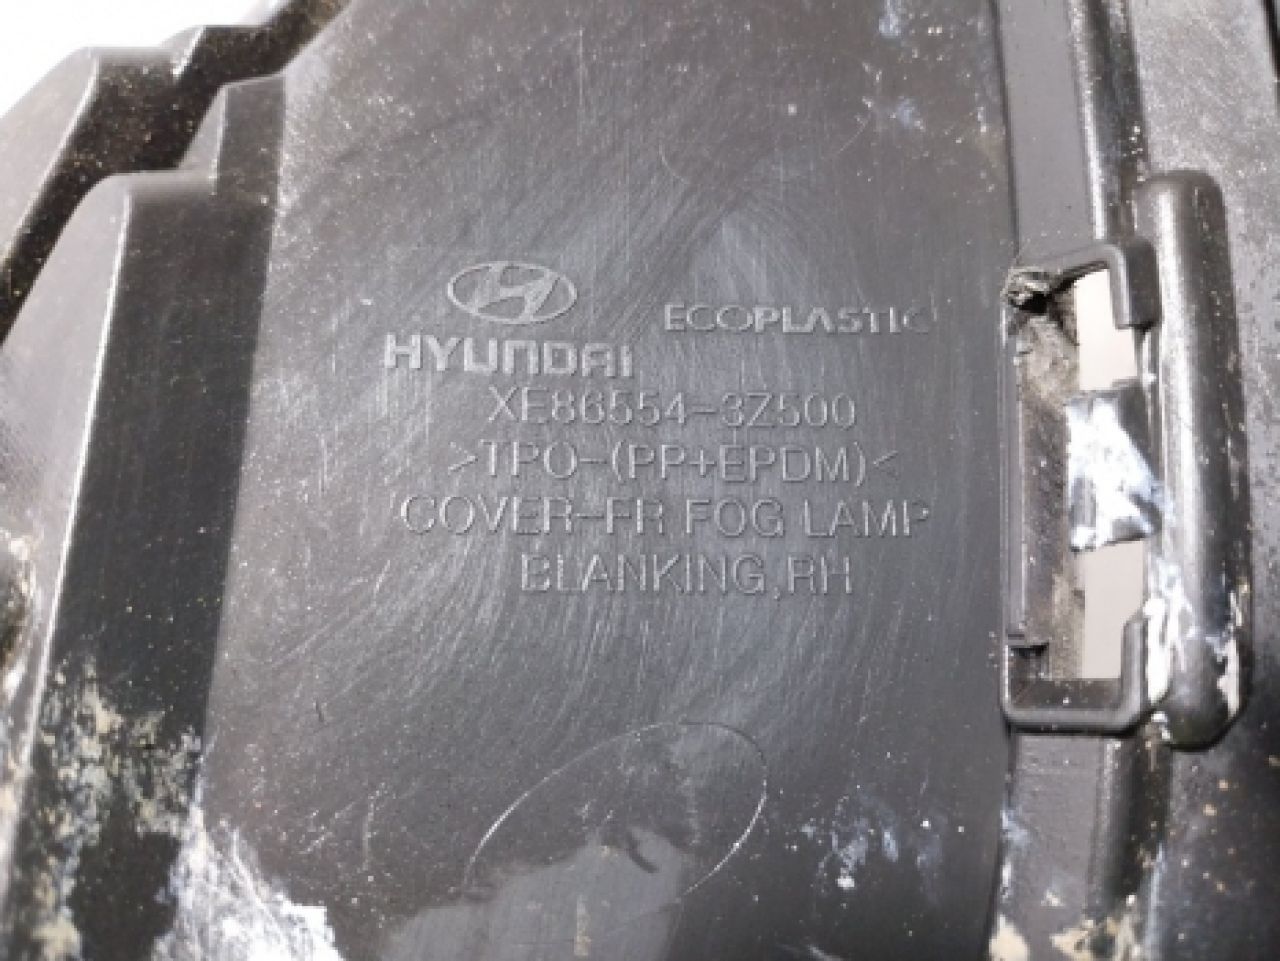 HYUNDAI
ECOPLASTIC
XE86554-3Z500
>TPO-(PP+EPDM)<
COVER-FR FOG LAMP
BLANKING,RH